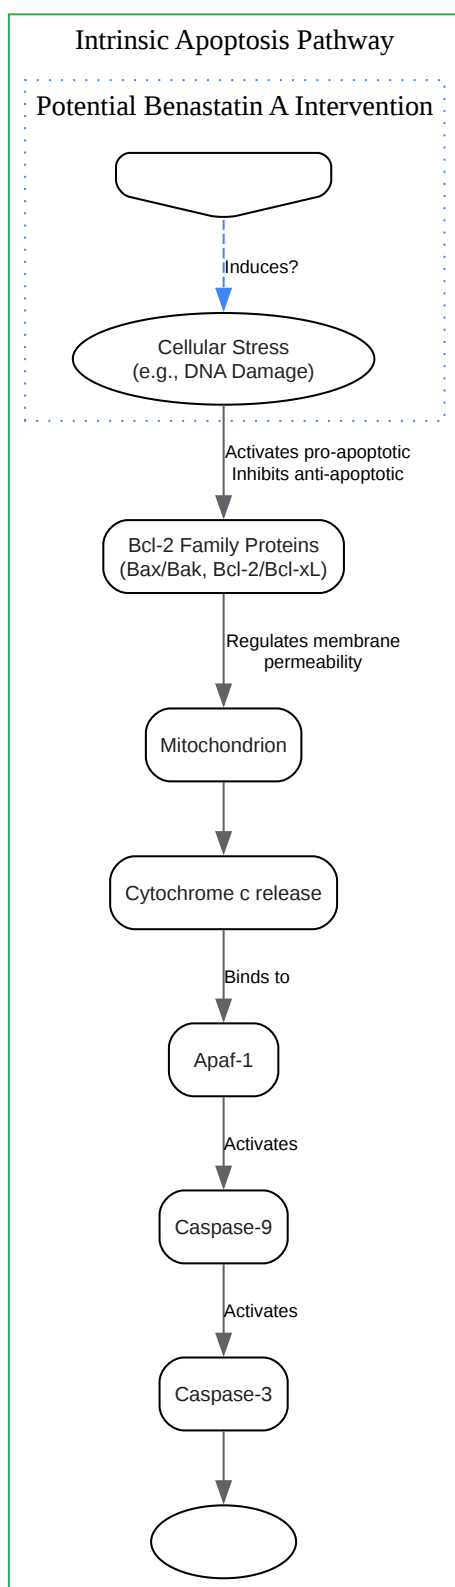 Intrinsic Apoptosis Pathway
Potential Benastatin A Intervention
Induces?
Cellular Stress
(e.g., DNA Damage)
Activates pro-apoptotic
Inhibits anti-apoptotic
Bcl-2 Family Proteins
(Bax/Bak, Bcl-2/Bcl-xL)
Regulates membrane
permeability
Mitochondrion
Cytochrome c release
Binds to
Apaf-1
Activates
Caspase-9
Activates
Caspase-3